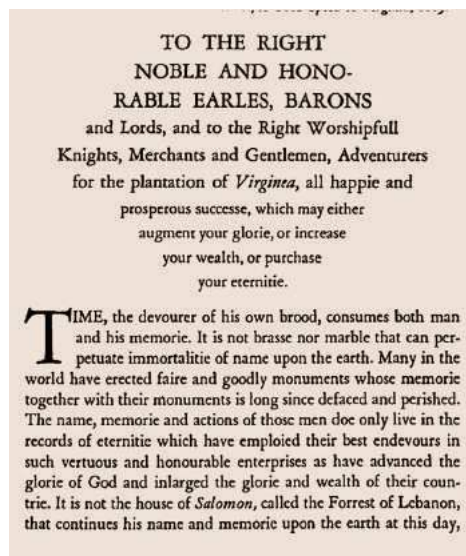 TO THE RIGHT
NOBLE AND HONO-
RABLE EARLES, BARONS
and Lords, and to the Right Worshipfull
Knights, Merchants and Gentlemen, Adventurers
for the plantation of Virginea, all happie and
prosperous successe, which may either
augment your glorie, or increase
your wealth, or purchase
your eternitie.
TIME, the devourer of his own brood, consumes both man
and his memorie. It is not brasse nor marble that can per-
petuate immortalitie of name upon the earth. Many in the
world have erected faire and goodly monuments whose memorie
together with their monuments is long since defaced and perished.
The name, memorie and actions of those men doe only live in the
records of eternitie which have emploied their best endevours in
such vertuous and honourable enterprises as have advanced the
glorie of God and inlarged the glorie and wealth of their coun-
trie. It is not the house of Salomon, called the Forrest of Lebanon,
that continues his name and memorie upon the earth at this day,